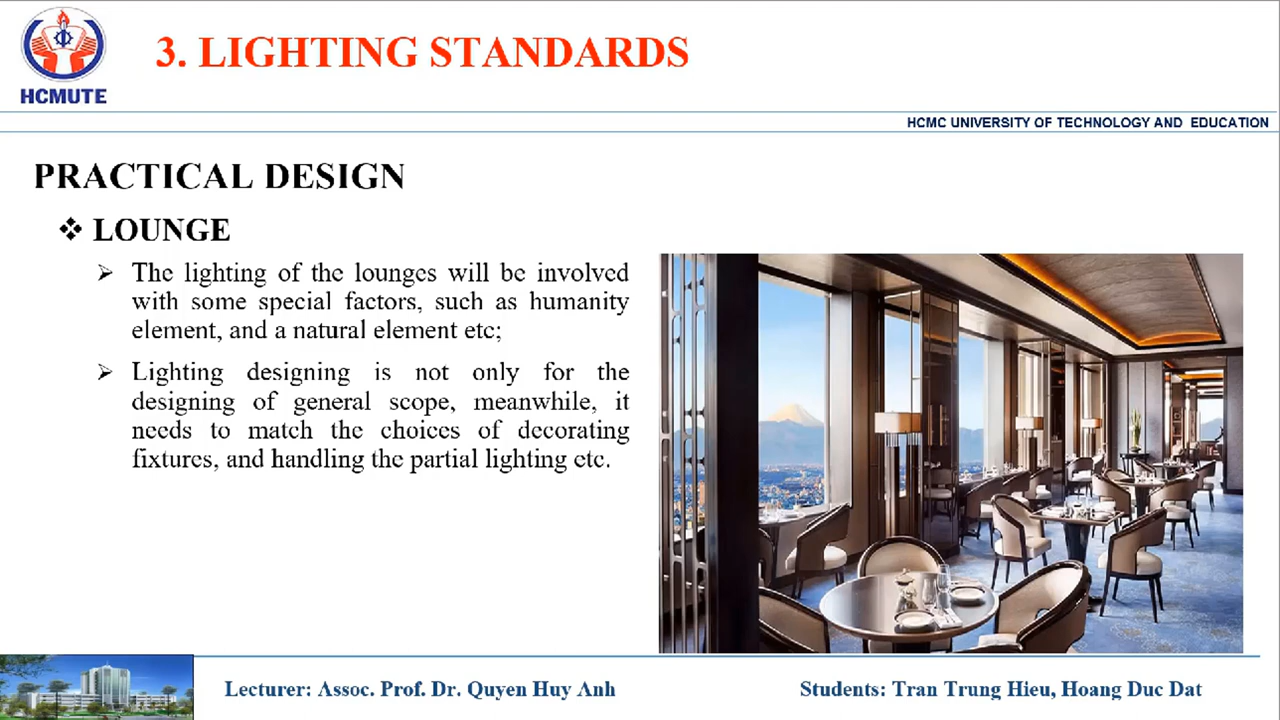 HCMUTE
3. LIGHTING STANDARDS
HCMC UNIVERSITY OF TECHNOLOGY AND EDUCATION
PRACTICAL DESIGN
❖ LOUNGE
➢ The lighting of the lounges will be involved
with some special factors, such as humanity
element, and a natural element etc;
➢ Lighting designing is not only for the
designing of general scope, meanwhile, it
needs to match the choices of decorating
fixtures, and handling the partial lighting etc.
Lecturer: Assoc. Prof. Dr. Quyen Huy Anh
Students: Tran Trung Hieu, Hoang Duc Dat